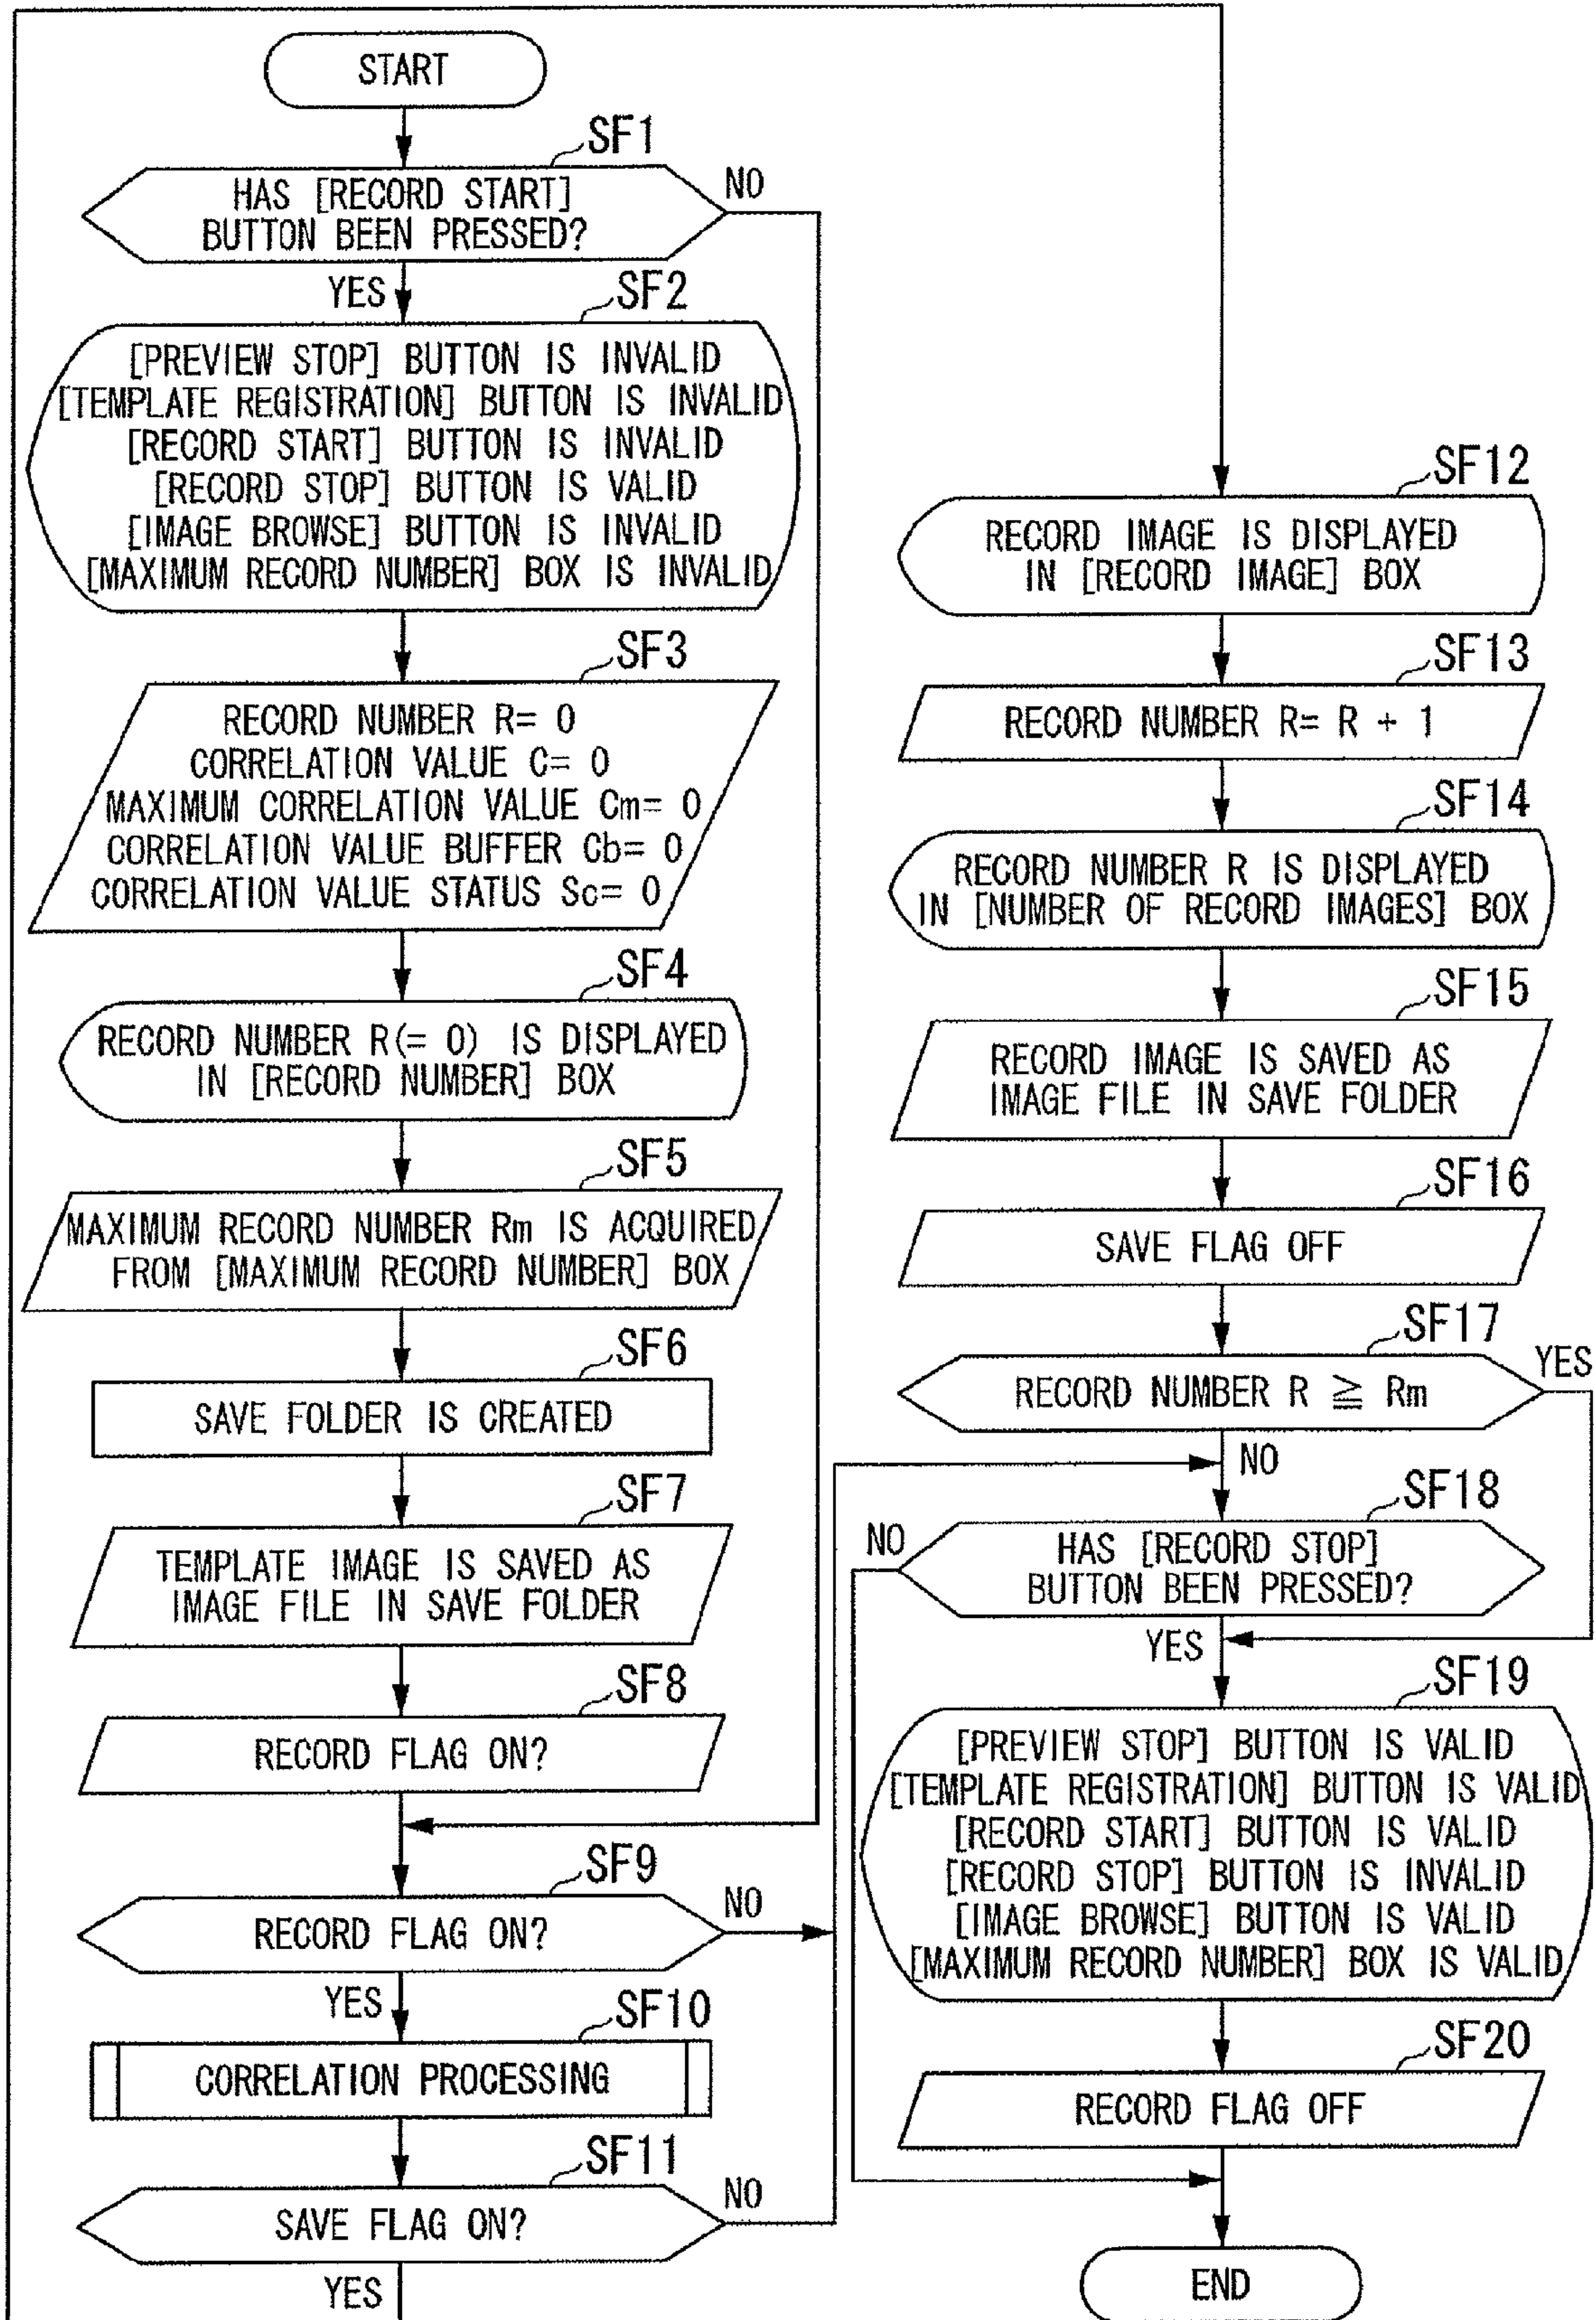 START
SF1
HAS [RECORD START]
BUTTON BEEN PRESSED?
NO
YES
SF2
[PREVIEW STOP] BUTTON IS INVALID
[TEMPLATE REGISTRATION] BUTTON IS INVALID
[RECORD START] BUTTON IS INVALID
[RECORD STOP] BUTTON IS VALID
[IMAGE BROWSE] BUTTON IS INVALID
[MAXIMUM RECORD NUMBER] BOX IS INVALID
SF3
RECORD NUMBER R= 0
CORRELATION VALUE C= 0
MAXIMUM CORRELATION VALUE Cm= 0
CORRELATION VALUE BUFFER Cb= 0
CORRELATION VALUE STATUS Sc= 0
SF4
RECORD NUMBER R(= 0) IS DISPLAYED
IN [RECORD NUMBER] BOX
SF5
MAXIMUM RECORD NUMBER Rm IS ACQUIRED
FROM [MAXIMUM RECORD NUMBER] BOX
SF6
SAVE FOLDER IS CREATED
SF7
TEMPLATE IMAGE IS SAVED AS
IMAGE FILE IN SAVE FOLDER
SF8
RECORD FLAG ON?
SF9
RECORD FLAG ON?
NO
YES
SF10
CORRELATION PROCESSING
SF11
SAVE FLAG ON?
NO
YES
SF12
RECORD IMAGE IS DISPLAYED
IN [RECORD IMAGE] BOX
SF13
RECORD NUMBER R= R + 1
SF14
RECORD NUMBER R IS DISPLAYED
IN [NUMBER OF RECORD IMAGES] BOX
SF15
RECORD IMAGE IS SAVED AS
IMAGE FILE IN SAVE FOLDER
SF16
SAVE FLAG OFF
SF17
RECORD NUMBER R ≧ Rm
YES
NO
SF18
HAS [RECORD STOP]
BUTTON BEEN PRESSED?
NO
YES
SF19
[PREVIEW STOP] BUTTON IS VALID
[TEMPLATE REGISTRATION] BUTTON IS VALID
[RECORD START] BUTTON IS VALID
[RECORD STOP] BUTTON IS INVALID
[IMAGE BROWSE] BUTTON IS VALID
[MAXIMUM RECORD NUMBER] BOX IS VALID
SF20
RECORD FLAG OFF
END